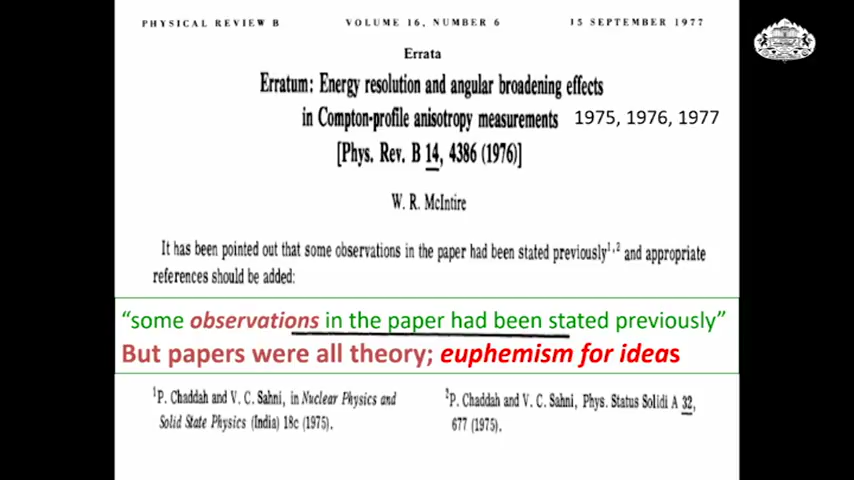 PHYSICAL REVIEW B VOLUME 16, NUMBER 6 15 SEPTEMBER 1977
Errata
Erratum: Energy resolution and angular broadening effects
in Compton-profile anisotropy measurements 1975, 1976, 1977
[Phys. Rev. B 14, 4386 (1976)]
W. R. McIntire
It has been pointed out that some observations in the paper had been stated previously1,2 and appropriate
references should be added:
“some observations in the paper had been stated previously”
But papers were all theory; euphemism for ideas
1P. Chaddah and V. C. Sahni, in Nuclear Physics and
Solid State Physics (India) 18c (1975).
2P. Chaddah and V. C. Sahni, Phys. Status Solidi A 32,
677 (1975).